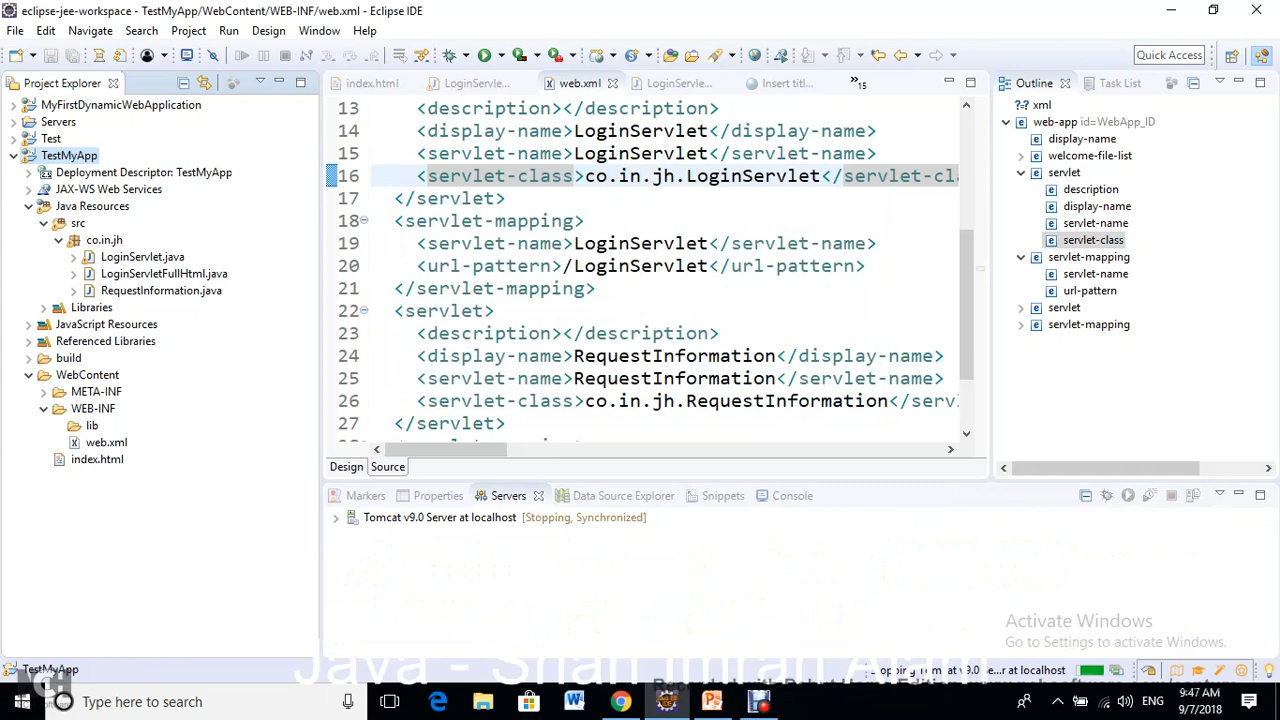 eclipse-jee-workspace - TestMyApp/WebContent/WEB-INF/web.xml - Eclipse IDE
File Edit Navigate Search Project Run Design Window Help
Quick Access
Project Explorer
index.html LoginServle... web.xml LoginServle... Insert titl... »15
Outline Task List
MyFirstDynamicWebApplication
Servers
Test
TestMyApp
Deployment Descriptor: TestMyApp
JAX-WS Web Services
Java Resources
src
co.in.jh
LoginServlet.java
LoginServletFullHtml.java
RequestInformation.java
Libraries
JavaScript Resources
Referenced Libraries
build
WebContent
META-INF
WEB-INF
lib
web.xml
index.html
13 <description></description>
14 <display-name>LoginServlet</display-name>
15 <servlet-name>LoginServlet</servlet-name>
16 <servlet-class>co.in.jh.LoginServlet</servlet-cla
17 </servlet>
18 <servlet-mapping>
19 <servlet-name>LoginServlet</servlet-name>
20 <url-pattern>/LoginServlet</url-pattern>
21 </servlet-mapping>
22 <servlet>
23 <description></description>
24 <display-name>RequestInformation</display-name>
25 <servlet-name>RequestInformation</servlet-name>
26 <servlet-class>co.in.jh.RequestInformation</servl
27 </servlet>
Design Source
?=? xml
web-app id=WebApp_ID
display-name
welcome-file-list
servlet
description
display-name
servlet-name
servlet-class
servlet-mapping
servlet-name
url-pattern
servlet
servlet-mapping
Markers Properties Servers Data Source Explorer Snippets Console
Tomcat v9.0 Server at localhost [Stopping, Synchronized]
Activate Windows
Go to Settings to activate Windows.
TestMyApp
Java -
r at localhost
Type here to search
ENG
9:47 AM
9/7/2018